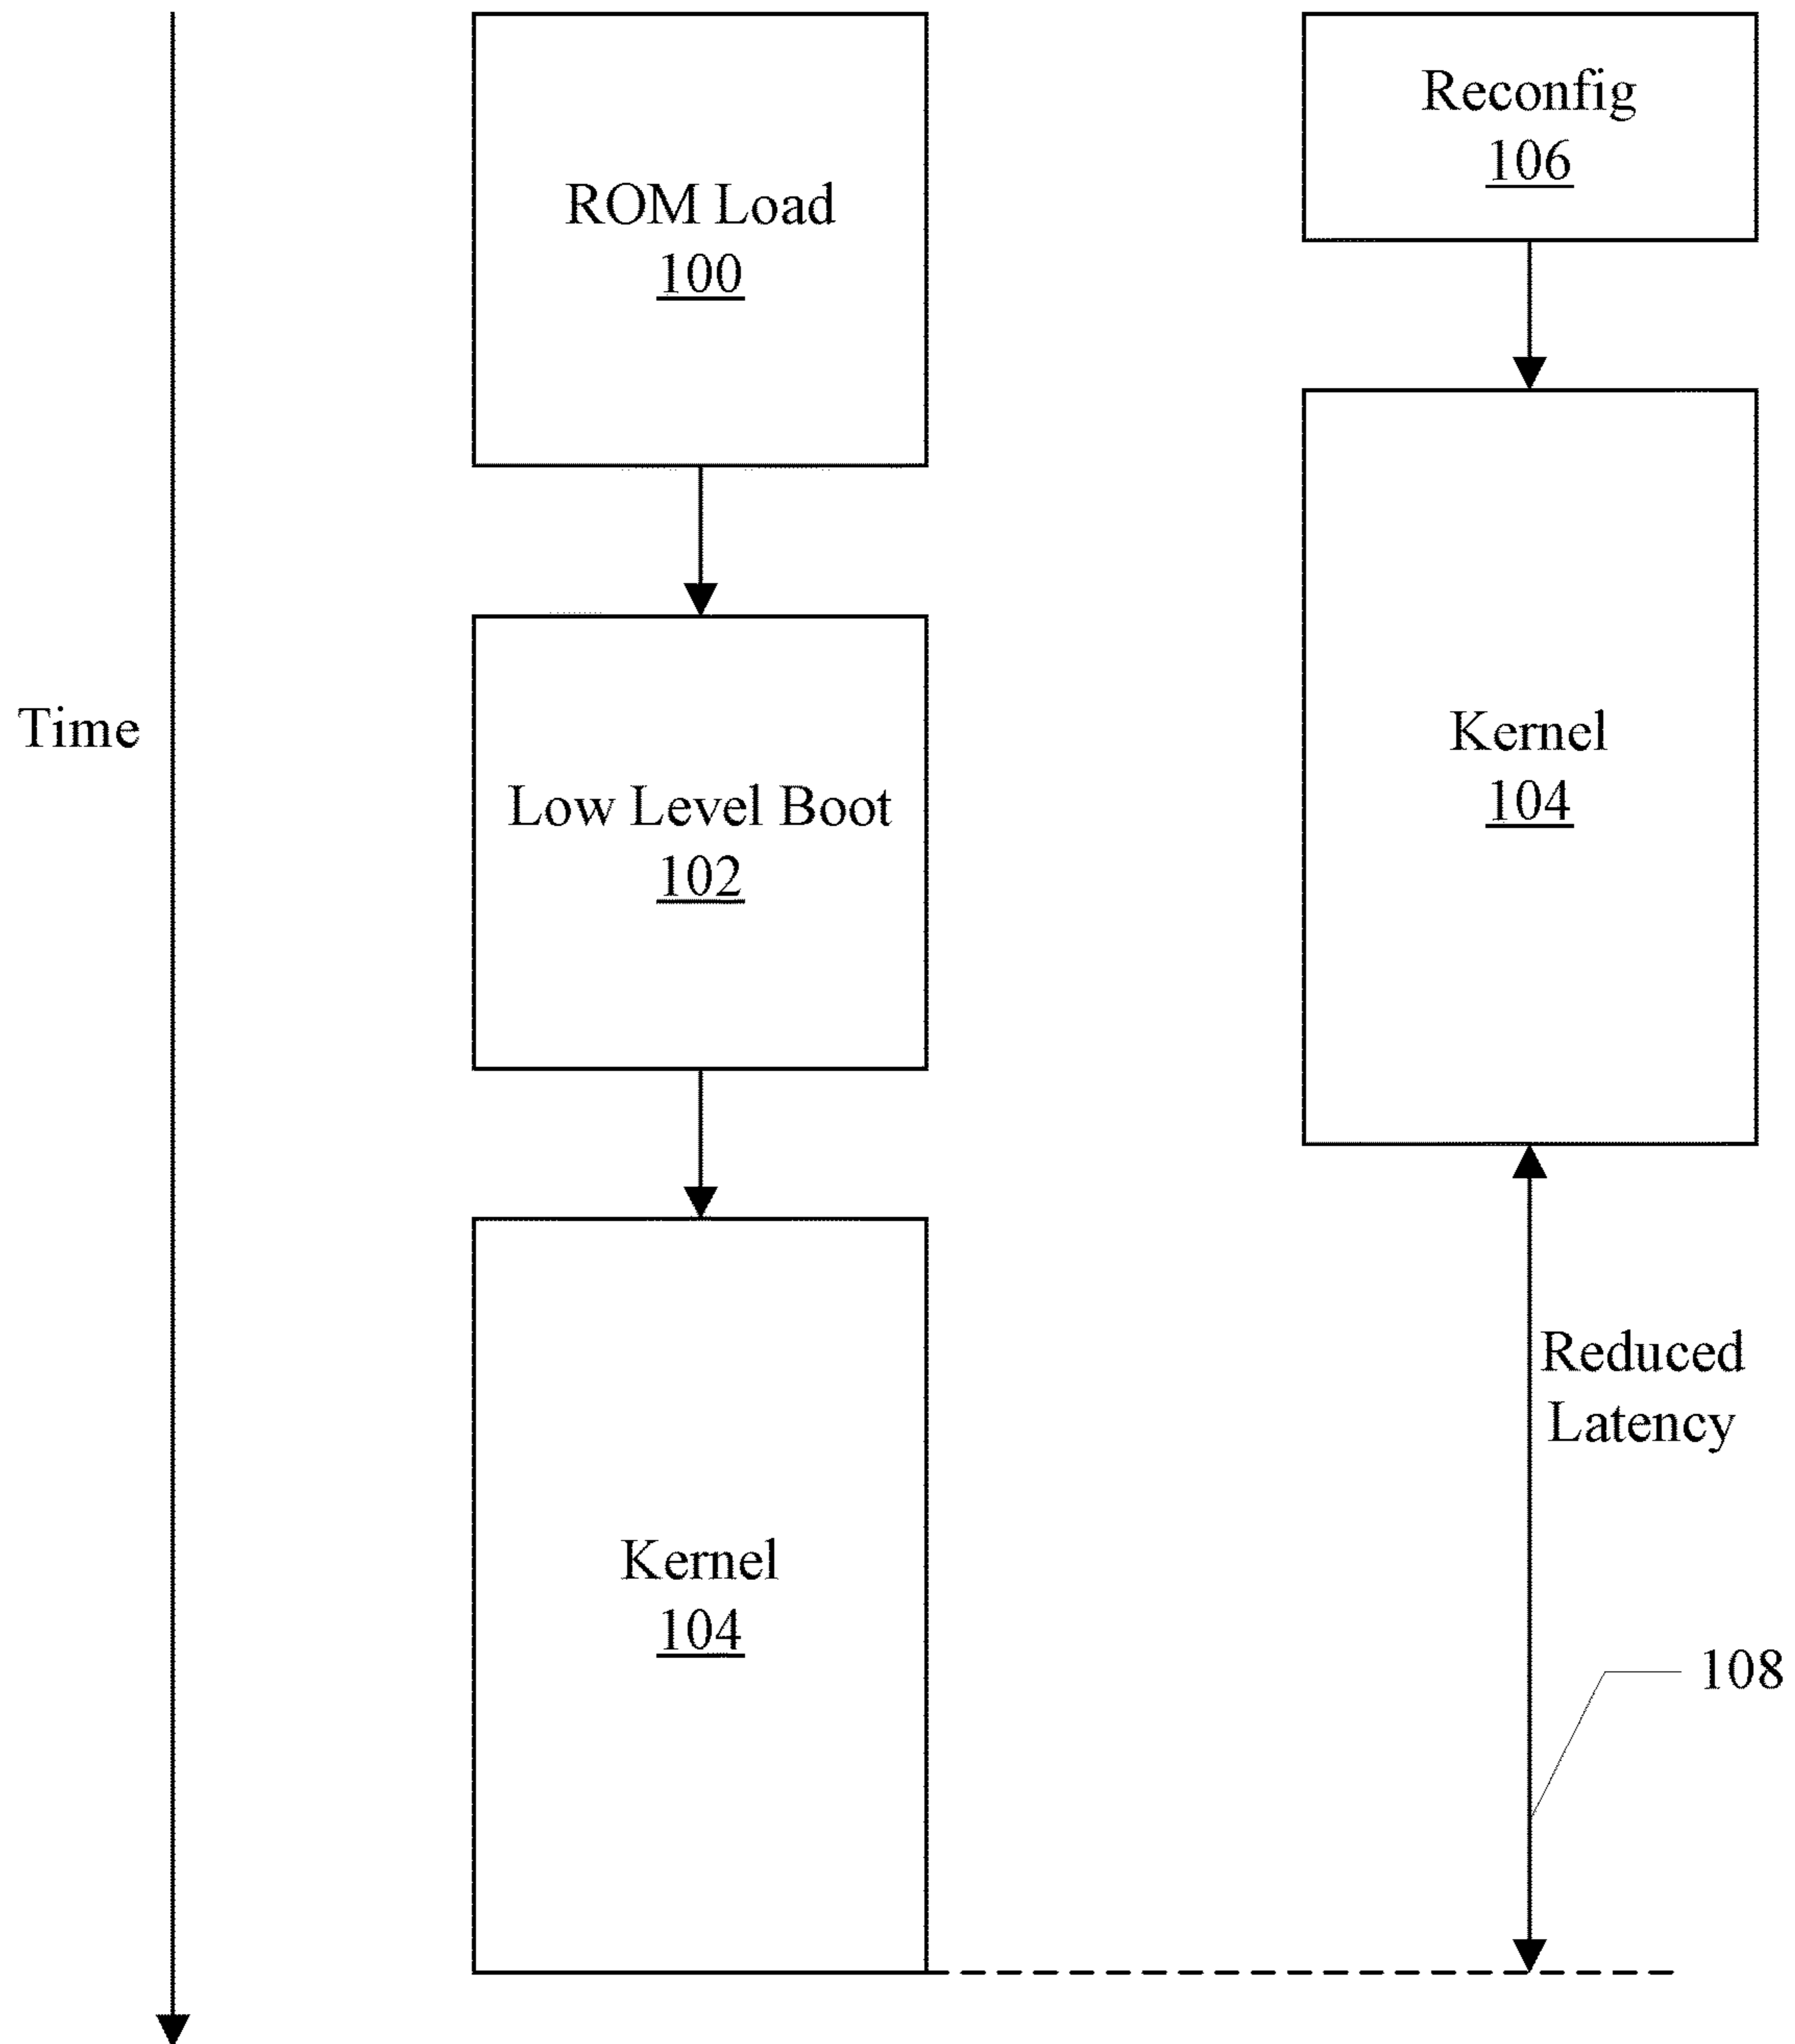 Time
ROM Load
100
Low Level Boot
102
Kernel
104
Reconfig
106
Kernel
104
Reduced
Latency
108